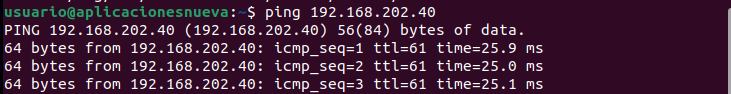 usuario@aplicacionesnueva:~$ ping 192.168.202.40
PING 192.168.202.40 (192.168.202.40) 56(84) bytes of data.
64 bytes from 192.168.202.40: icmp_seq=1 ttl=61 time=25.9 ms
64 bytes from 192.168.202.40: icmp_seq=2 ttl=61 time=25.0 ms
64 bytes from 192.168.202.40: icmp_seq=3 ttl=61 time=25.1 ms